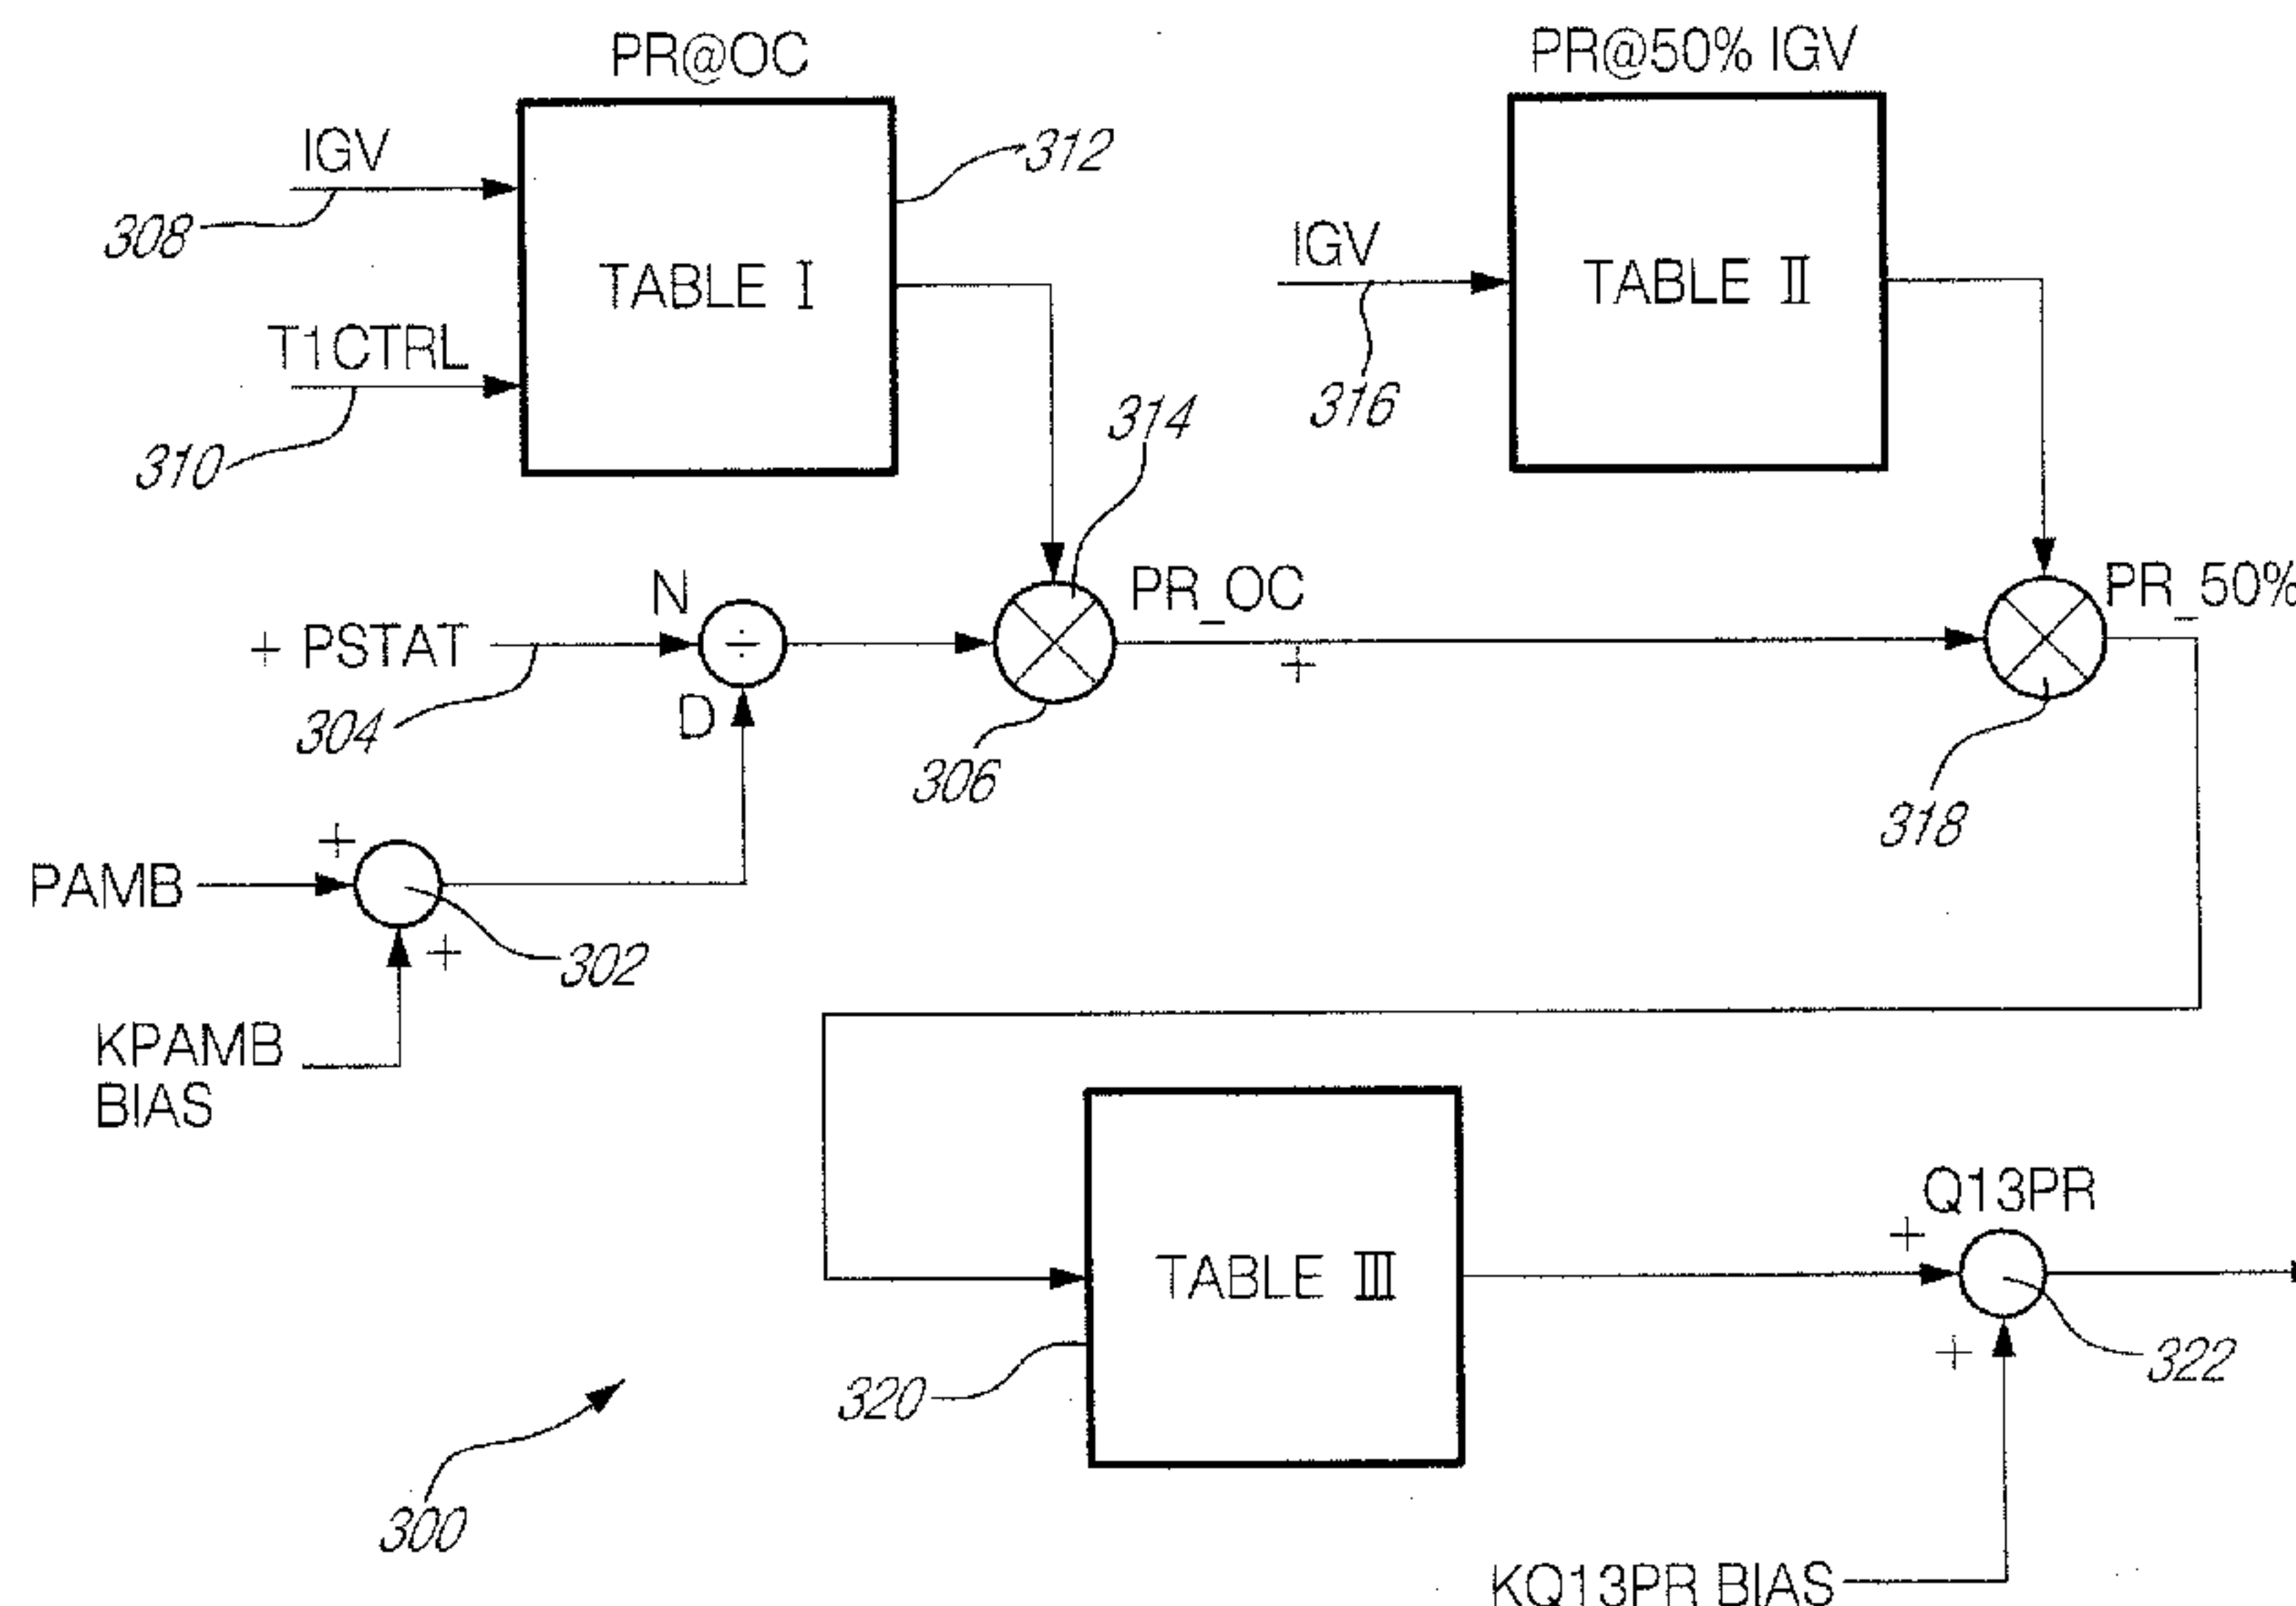 PR@OC
PR@50% IGV
IGV
312
308
TABLE I
IGV
TABLE II
T1CTRL
316
310
314
N
PR_OC
PR_50%
+ PSTAT
÷
+
304
D
306
318
+
PAMB
+
302
KPAMB
BIAS
Q13PR
+
TABLE III
+
322
320
300
KQ13PR BIAS